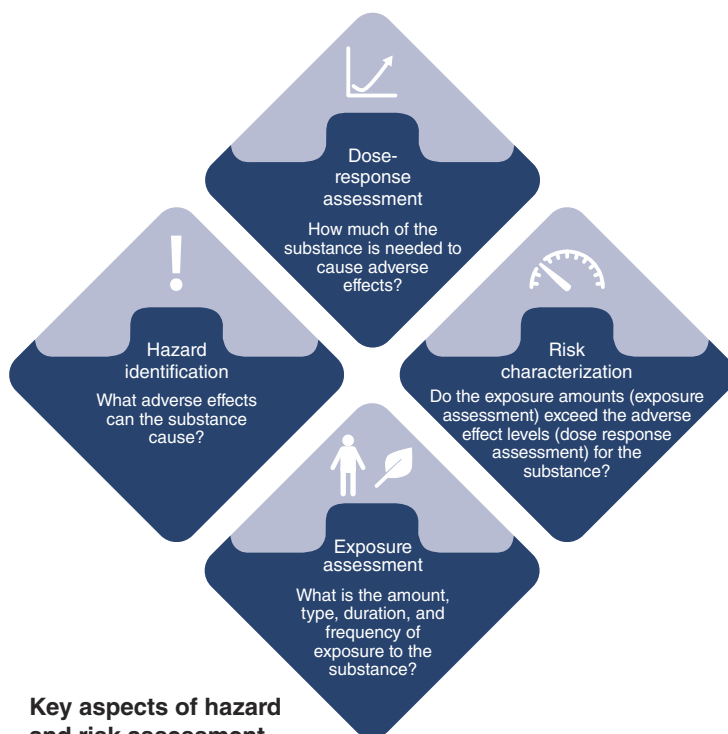 Dose-
response
assessment
How much of the
substance is needed to
cause adverse
effects?
Hazard
identification
What adverse effects
can the substance
cause?
Risk
characterization
Do the exposure amounts (exposure
assessment) exceed the adverse
effect levels (dose response
assessment) for the
substance?
Exposure
assessment
What is the amount,
type, duration, and
frequency of
exposure to the
substance?
Key aspects of hazard
and risk assessment